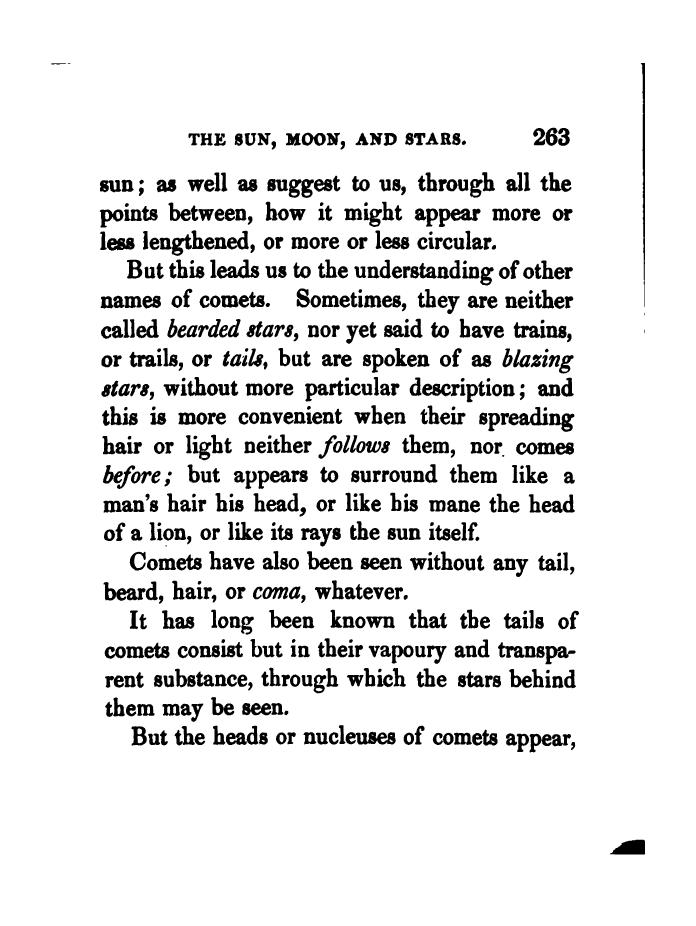 THE SUN, MOON, AND STARS. 263
sun; as well as suggest to us, through all the
points between, how it might appear more or
less lengthened, or more or less circular.
But this leads us to the understanding of other
names of comets. Sometimes, they are neither
called bearded stars, nor yet said to have trains,
or trails, or tails, but are spoken of as blazing
stars, without more particular description; and
this is more convenient when their spreading
hair or light neither follows them, nor comes
before; but appears to surround them like a
man's hair his head, or like his mane the head
of a lion, or like its rays the sun itself.
Comets have also been seen without any tail,
beard, hair, or coma, whatever.
It has long been known that the tails of
comets consist but in their vapoury and transpa-
rent substance, through which the stars behind
them may be seen.
But the heads or nucleuses of comets appear,